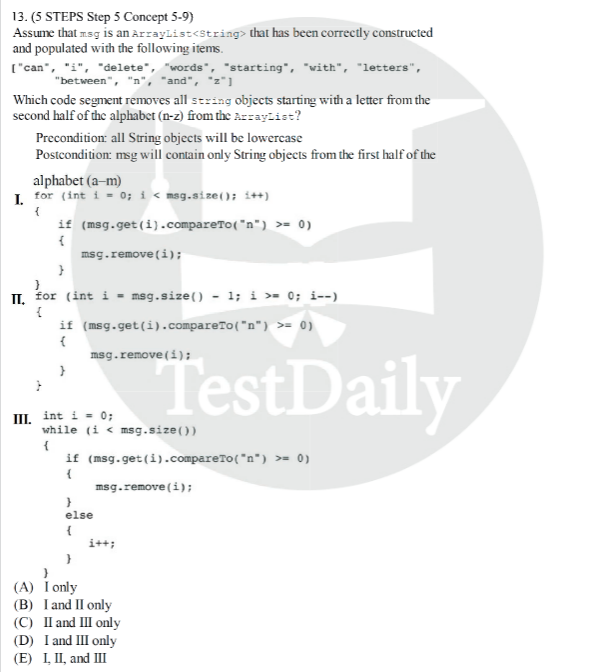 13. (5 STEPS Step 5 Concept 5-9)
Assume that msg is an ArrayList<String> that has been correctly constructed
and populated with the following items.
["can", "i", "delete", "words", "starting", "with", "letters",
"between", "n", "and", "z"]
Which code segment removes all String objects starting with a letter from the
second half of the alphabet (n-z) from the ArrayList?
Precondition: all String objects will be lowercase
Postcondition: msg will contain only String objects from the first half of the
alphabet (a–m)
I. for (int i = 0; i < msg.size(); i++)
{
if (msg.get(i).compareTo("n") >= 0)
{
msg.remove(i);
}
}
II. for (int i = msg.size() - 1; i >= 0; i--)
{
if (msg.get(i).compareTo("n") >= 0)
{
msg.remove(i);
}
}
TestDaily
III. int i = 0;
while (i < msg.size())
{
if (msg.get(i).compareTo("n") >= 0)
{
msg.remove(i);
}
else
{
i++;
}
}
(A) I only
(B) I and II only
(C) II and III only
(D) I and III only
(E) I, II, and III